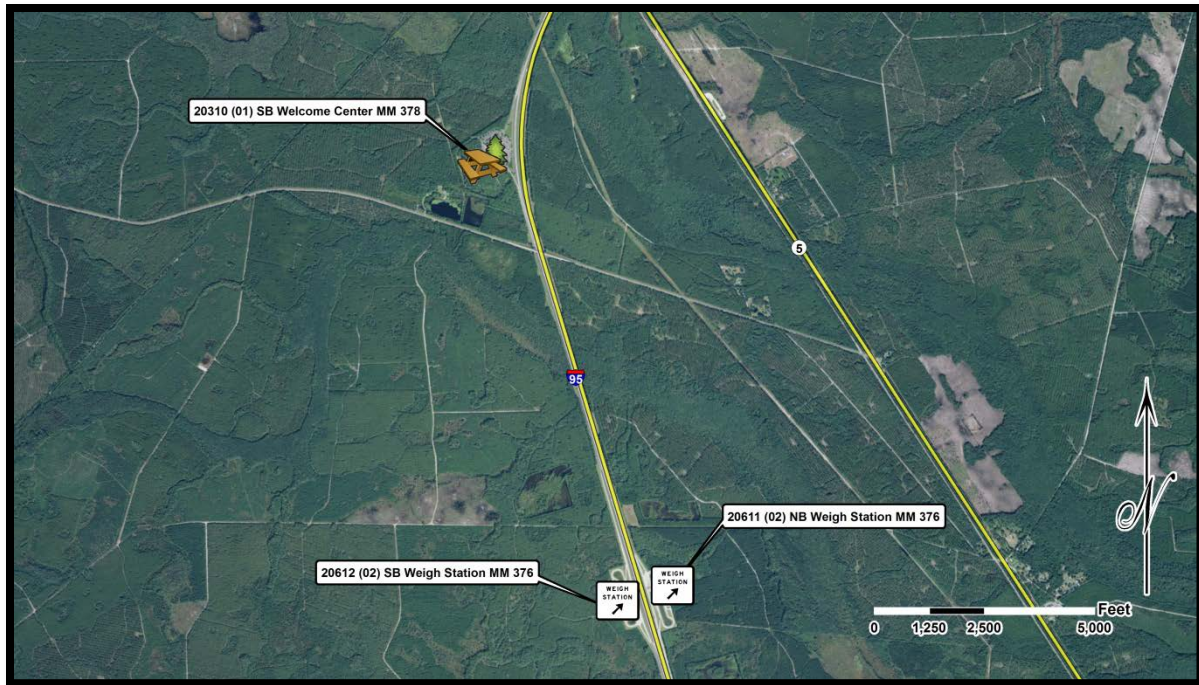 20310 (01) SB Welcome Center MM 378
5
95
20611 (02) NB Weigh Station MM 376
20612 (02) SB Weigh Station MM 376
WEIGH
STATION
WEIGH
STATION
N
Feet
0 1,250 2,500 5,000